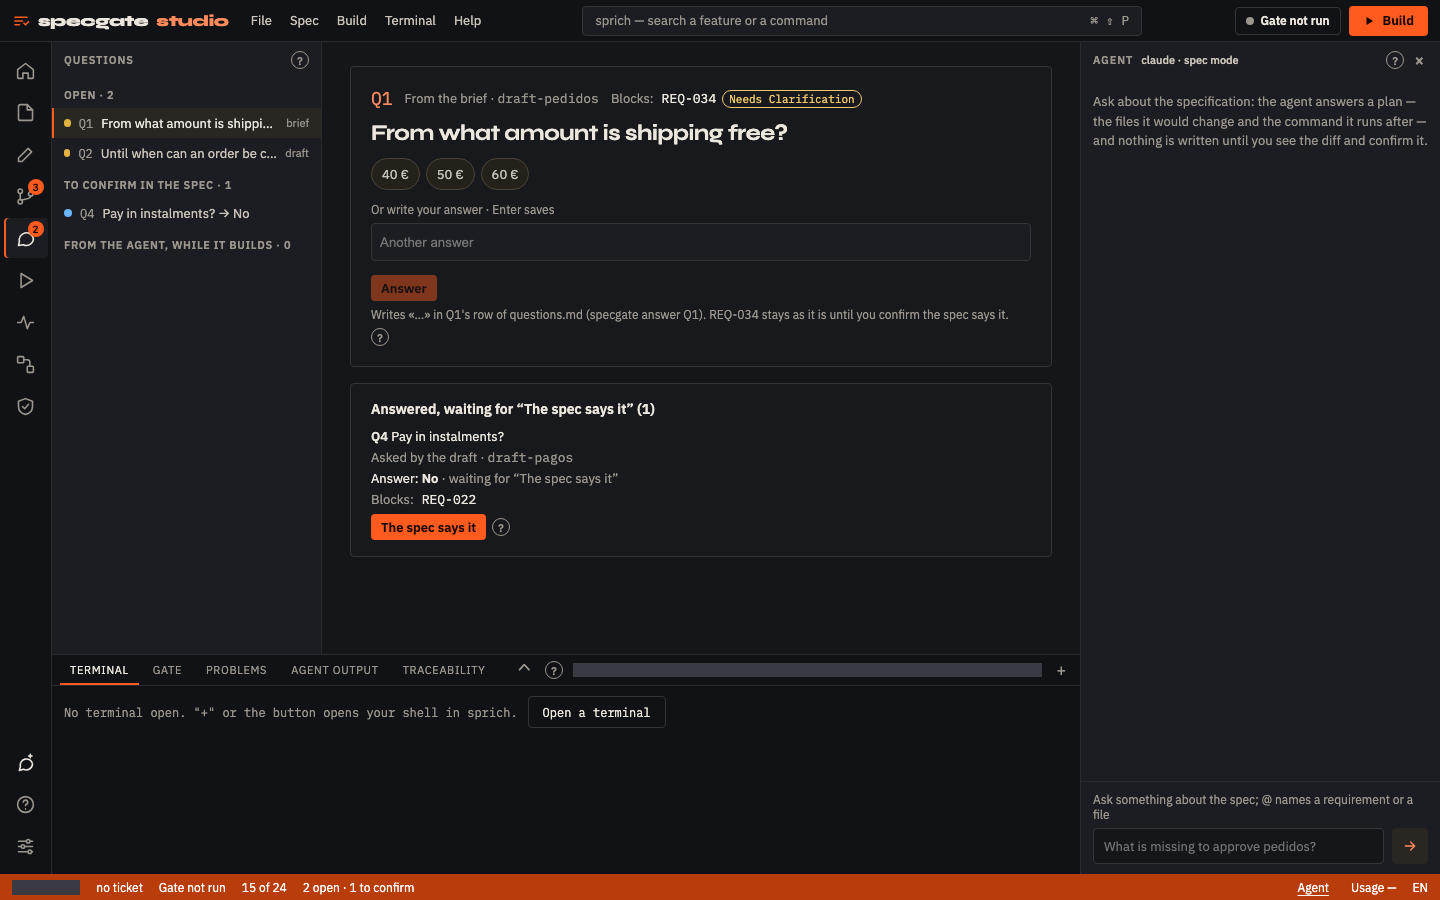 specgate studio File Spec Build Terminal Help sprich — search a feature or a command ⌘ ⇧ P Gate not run Build
QUESTIONS ?
OPEN · 2
Q1 From what amount is shippi... brief
Q2 Until when can an order be c... draft
TO CONFIRM IN THE SPEC · 1
Q4 Pay in instalments? → No
FROM THE AGENT, WHILE IT BUILDS · 0
3
2
Q1 From the brief · draft-pedidos Blocks: REQ-034 Needs Clarification
From what amount is shipping free?
40 € 50 € 60 €
Or write your answer · Enter saves
Another answer
Answer
Writes «...» in Q1's row of questions.md (specgate answer Q1). REQ-034 stays as it is until you confirm the spec says it.
?
Answered, waiting for “The spec says it” (1)
Q4 Pay in instalments?
Asked by the draft · draft-pagos
Answer: No · waiting for “The spec says it”
Blocks: REQ-022
The spec says it ?
AGENT claude · spec mode ? ×
Ask about the specification: the agent answers a plan —
the files it would change and the command it runs after —
and nothing is written until you see the diff and confirm it.
TERMINAL GATE PROBLEMS AGENT OUTPUT TRACEABILITY ? +
No terminal open. "+" or the button opens your shell in sprich. Open a terminal
Ask something about the spec; @ names a requirement or a
file
What is missing to approve pedidos? →
no ticket Gate not run 15 of 24 2 open · 1 to confirm Agent Usage — EN